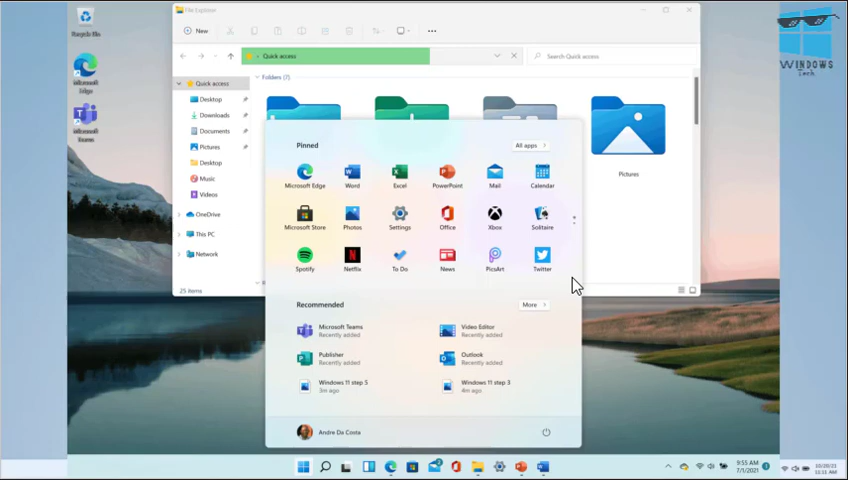 Recycle Bin
Microsoft Edge
Microsoft Teams
File Explorer
New
Quick access
Search Quick access
Quick access
Desktop
Downloads
Documents
Pictures
Desktop
Music
Videos
OneDrive
This PC
Network
25 items
Folders (7)
Pictures
Pinned
All apps
Microsoft Edge
Word
Excel
PowerPoint
Mail
Calendar
Microsoft Store
Photos
Settings
Office
Xbox
Solitaire
Spotify
Netflix
To Do
News
PicsArt
Twitter
Recommended
More
Microsoft Teams
Recently added
Video Editor
Recently added
Publisher
Recently added
Outlook
Recently added
Windows 11 step 5
3m ago
Windows 11 step 3
4m ago
Andre Da Costa
9:55 AM
7/1/2021
WINDOWS
Tech